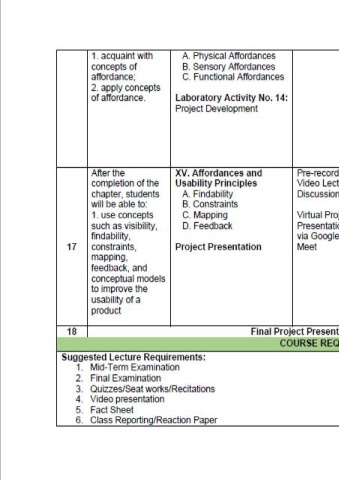 1. acquaint with
concepts of
affordance;
2. apply concepts
of affordance.
A. Physical Affordances
B. Sensory Affordances
C. Functional Affordances
Laboratory Activity No. 14:
Project Development
17
After the
completion of the
chapter, students
will be able to:
1. use concepts
such as visibility,
findability,
constraints,
mapping,
feedback, and
conceptual models
to improve the
usability of a
product
XV. Affordances and
Usability Principles
A. Findability
B. Constraints
C. Mapping
D. Feedback
Project Presentation
Pre-record
Video Lect
Discussion
Virtual Proj
Presentatio
via Google
Meet
18
Final Project Present
COURSE REQ
Suggested Lecture Requirements:
1. Mid-Term Examination
2. Final Examination
3. Quizzes/Seat works/Recitations
4. Video presentation
5. Fact Sheet
6. Class Reporting/Reaction Paper